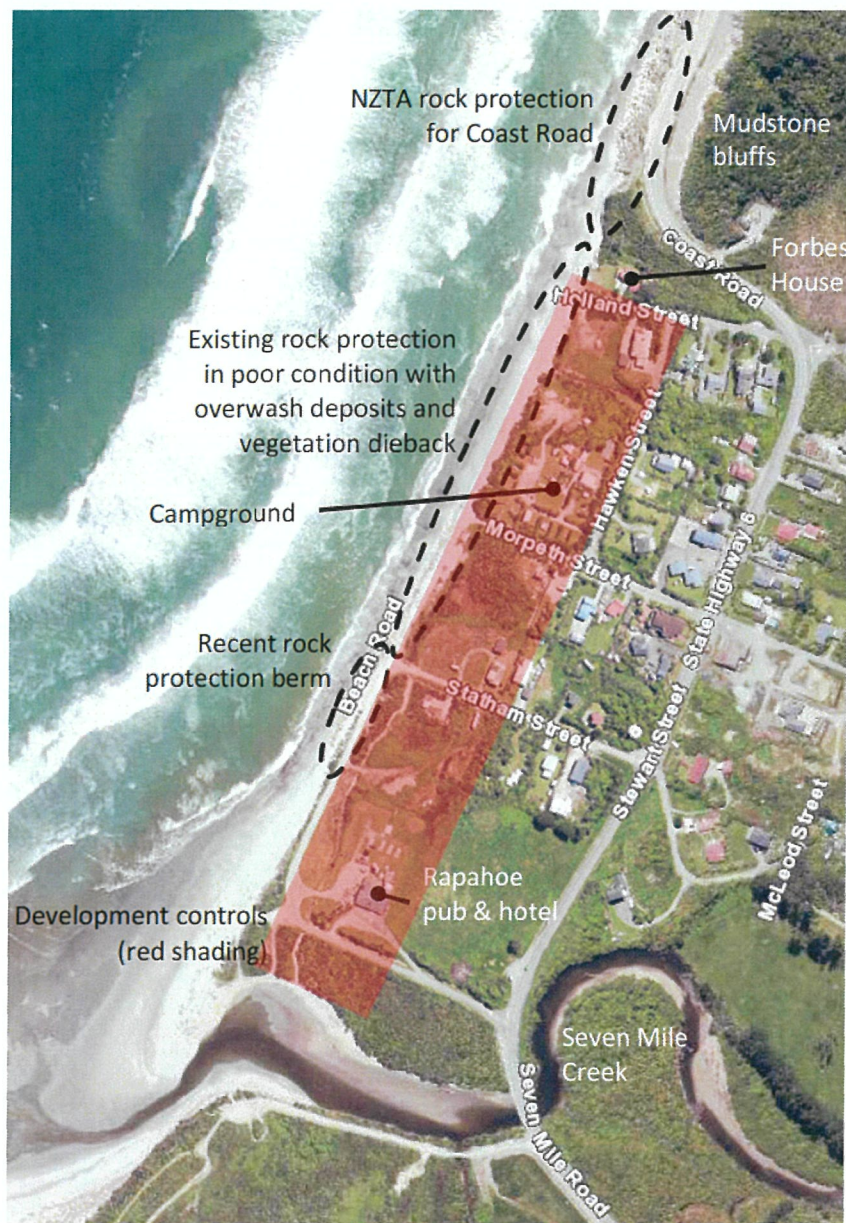 NZTA rock protection
for Coast Road
Mudstone
bluffs
Coast Road
Forbes
House
Holland Street
Existing rock protection
in poor condition with
overwash deposits and
vegetation dieback
Hawken Street
Campground
Morpeth Street
State Highway 6
Recent rock
protection berm
Beach Road
Statham Street
Stewart Street
McLeod Street
Rapahoe
pub & hotel
Development controls
(red shading)
Seven Mile
Creek
Seven Mile Road